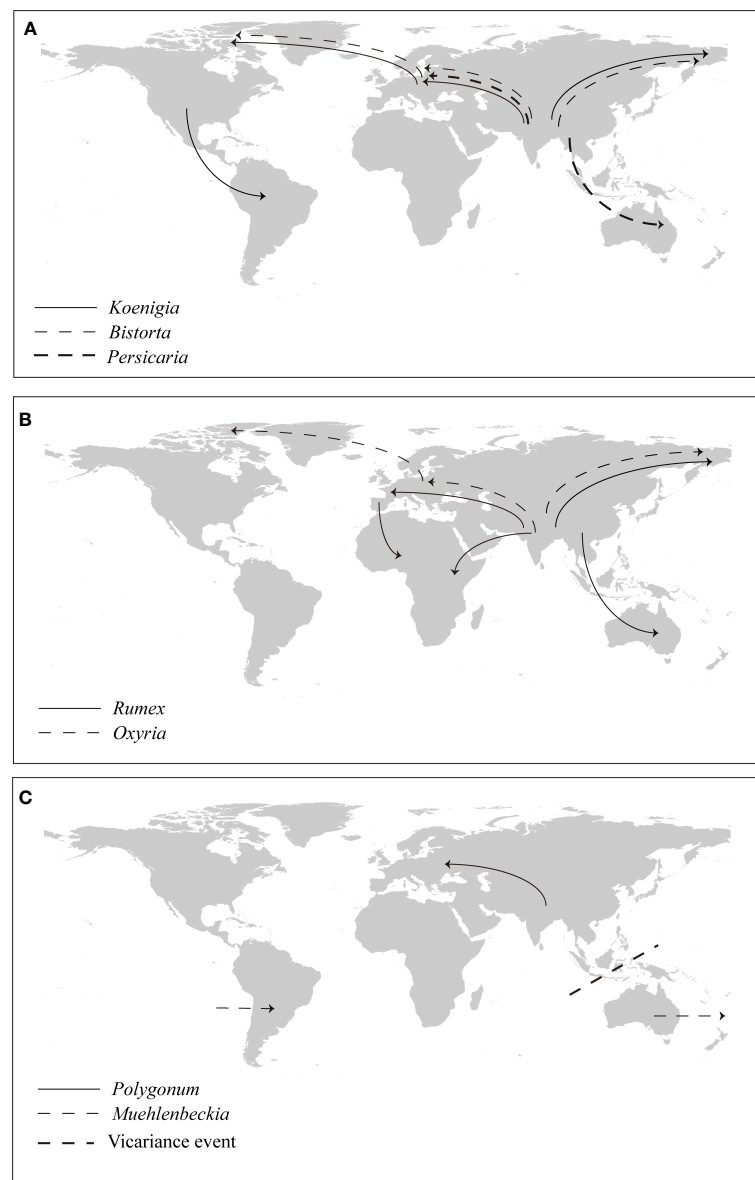 A
Koenigia
Bistorta
Persicaria
B
Rumex
Oxyria
C
Polygonum
Muehlenbeckia
Vicariance event